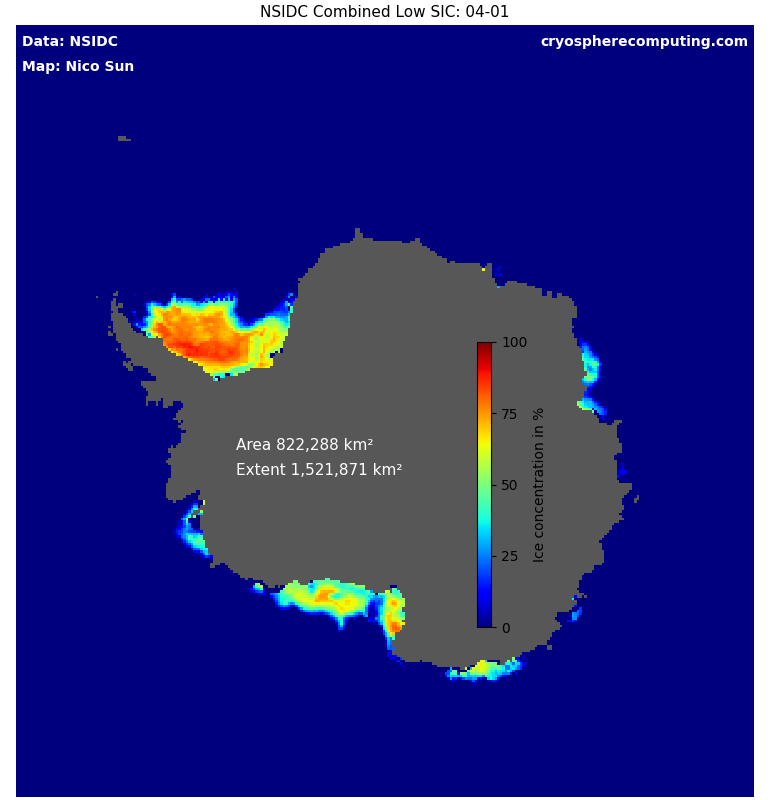 NSIDC Combined Low SIC: 04-01
Data: NSIDC
cryospherecomputing.com
Map: Nico Sun
100
75
50
25
0
Ice concentration in %
Area 822,288 km²
Extent 1,521,871 km²